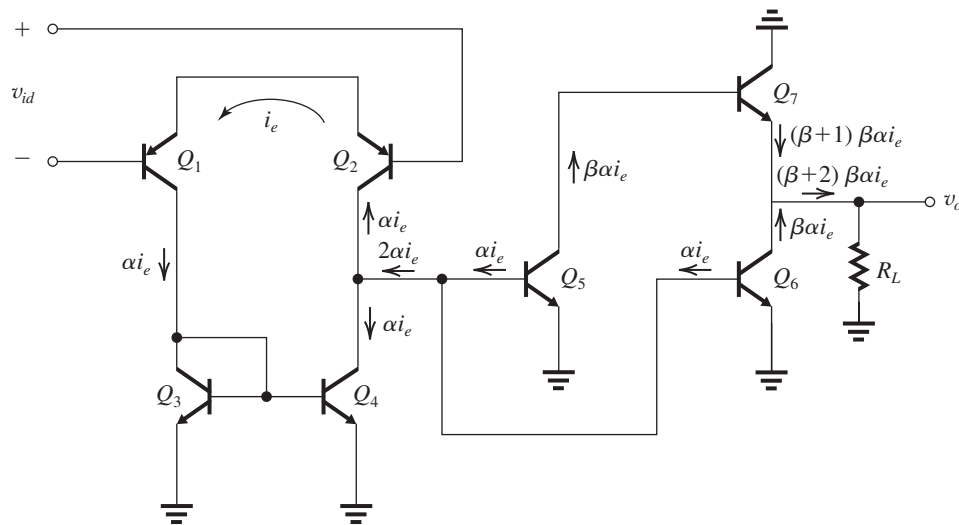 +
v_id
−
i_e
Q_1
Q_2
Q_7
(β+1) βαi_e
βαi_e
(β+2) βαi_e
v_o
αi_e
2αi_e
αi_e
αi_e
βαi_e
αi_e
Q_5
Q_6
R_L
αi_e
Q_3
Q_4